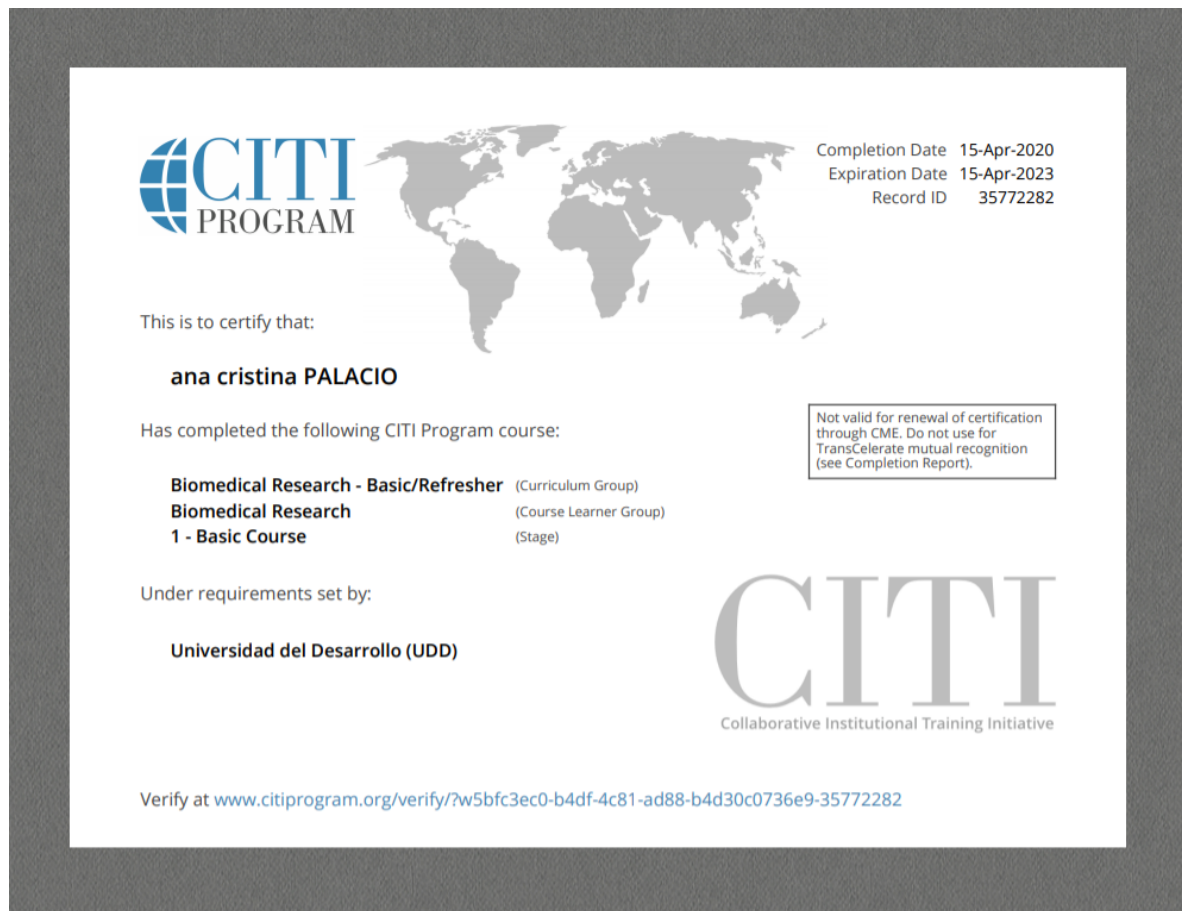 CITI
PROGRAM
Completion Date 15-Apr-2020
Expiration Date 15-Apr-2023
Record ID 35772282
This is to certify that:
ana cristina PALACIO
Has completed the following CITI Program course:
Not valid for renewal of certification
through CME. Do not use for
TransCelerate mutual recognition
(see Completion Report).
Biomedical Research - Basic/Refresher (Curriculum Group)
Biomedical Research (Course Learner Group)
1 - Basic Course (Stage)
Under requirements set by:
Universidad del Desarrollo (UDD)
CITI
Collaborative Institutional Training Initiative
Verify at www.citiprogram.org/verify/?w5bfc3ec0-b4df-4c81-ad88-b4d30c0736e9-35772282